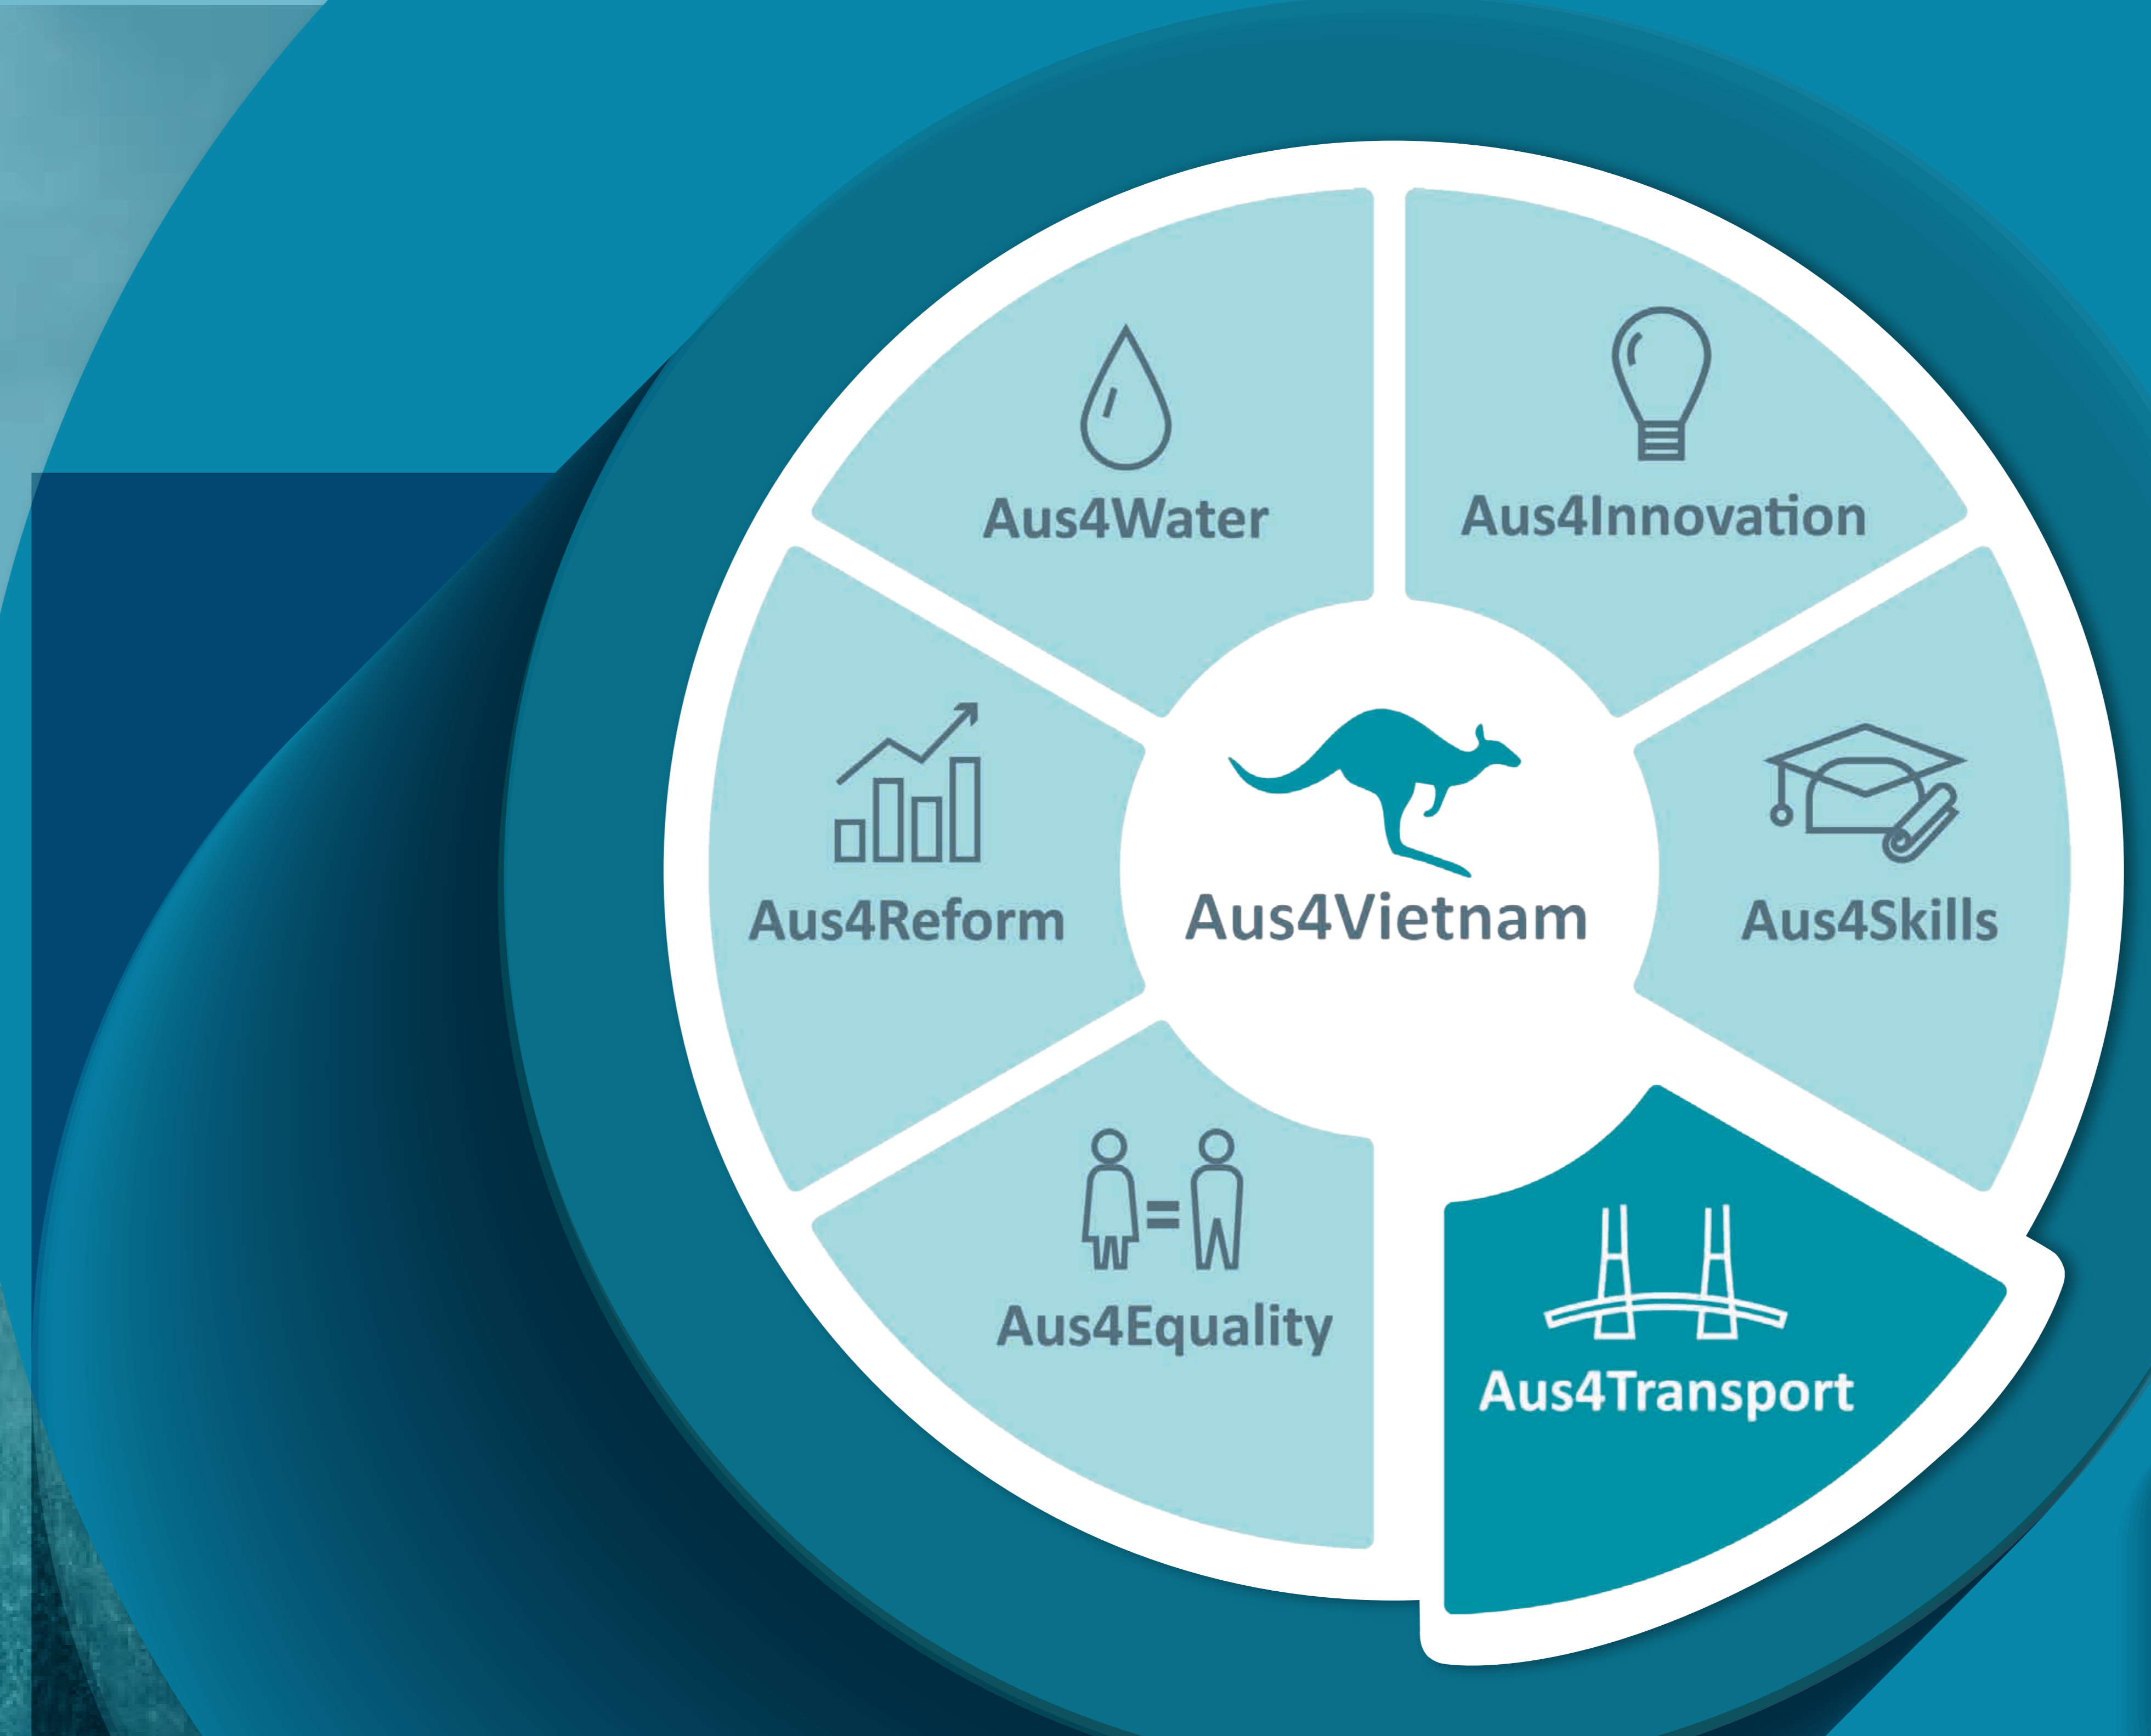 Aus4Water
Aus4Innovation
Aus4Reform
Aus4Vietnam
Aus4Skills
Aus4Equality
Aus4Transport